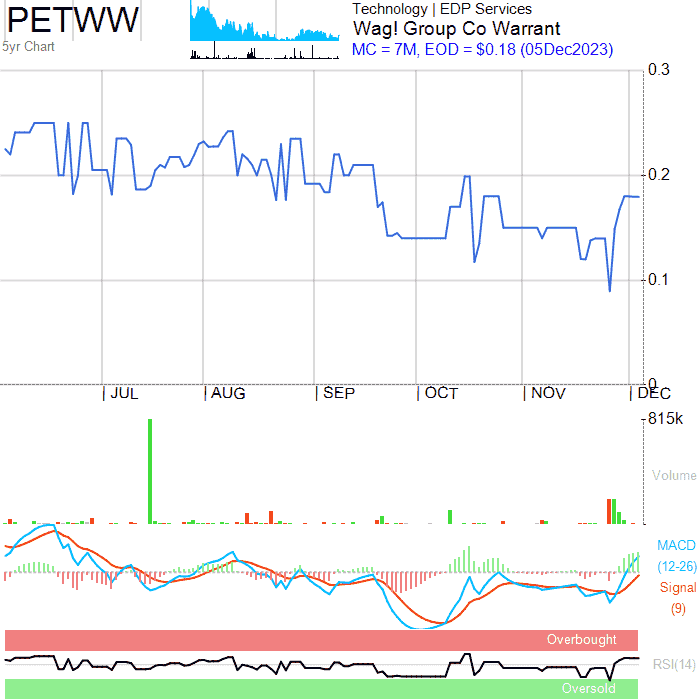 PETWW
5yr Chart
Technology | EDP Services
Wag! Group Co Warrant
MC = 7M, EOD = $0.18 (05Dec2023)
0.3
0.2
0.1
0
| JUL | AUG | SEP | OCT | NOV | DEC
815k
Volume
MACD
(12-26)
Signal
(9)
Overbought
RSI(14)
Oversold